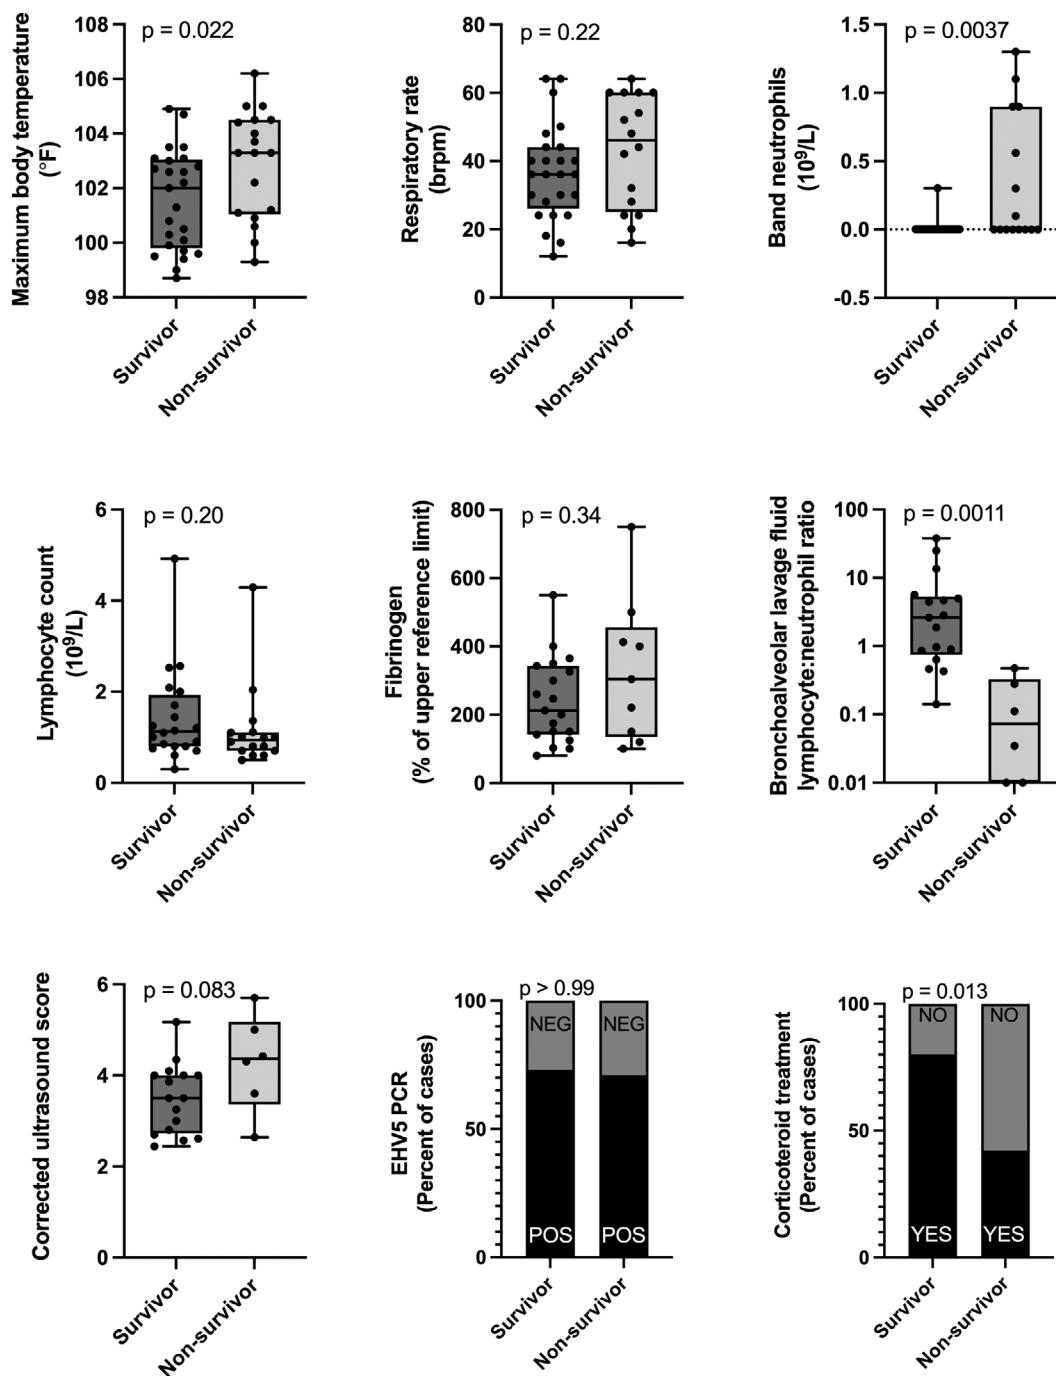 Maximum body temperature
(°F)
108
106
104
102
100
98
p = 0.022
Survivor
Non-survivor
Respiratory rate
(brpm)
80
60
40
20
0
p = 0.22
Survivor
Non-survivor
Band neutrophils
(10⁹/L)
1.5
1.0
0.5
0.0
-0.5
p = 0.0037
Survivor
Non-survivor
Lymphocyte count
(10⁹/L)
6
4
2
0
p = 0.20
Survivor
Non-survivor
Fibrinogen
(% of upper reference limit)
800
600
400
200
0
p = 0.34
Survivor
Non-survivor
Bronchoalveolar lavage fluid
lymphocyte:neutrophil ratio
100
10
1
0.1
0.01
p = 0.0011
Survivor
Non-survivor
Corrected ultrasound score
6
4
2
0
p = 0.083
Survivor
Non-survivor
EHV5 PCR
(Percent of cases)
100
50
0
p > 0.99
NEG
NEG
POS
POS
Survivor
Non-survivor
Corticoteroid treatment
(Percent of cases)
100
50
0
p = 0.013
NO
NO
YES
YES
Survivor
Non-survivor